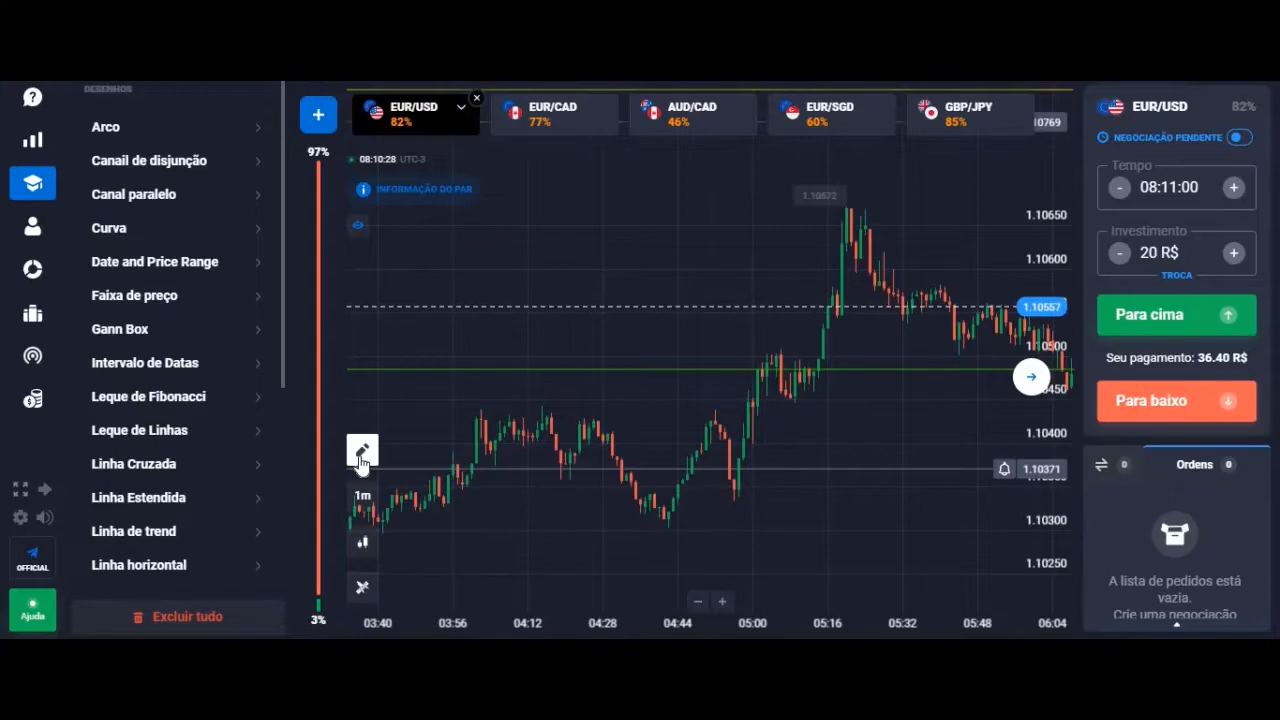 DESENHOS
Arco
Canail de disjunção
Canal paralelo
Curva
Date and Price Range
Faixa de preço
Gann Box
Intervalo de Datas
Leque de Fibonacci
Leque de Linhas
Linha Cruzada
Linha Estendida
Linha de trend
Linha horizontal
Excluir tudo
OFFICIAL
Ajuda
+
97%
3%
EUR/USD
82%
EUR/CAD
77%
AUD/CAD
46%
EUR/SGD
60%
GBP/JPY
85%
10769
08:10:28 UTC-3
INFORMAÇÃO DO PAR
1.10672
1.10650
1.10600
1.10557
1.10500
0450
1.10400
1.10371
1.10300
1.10250
1m
- +
03:40 03:56 04:12 04:28 04:44 05:00 05:16 05:32 05:48 06:04
EUR/USD 82%
NEGOCIAÇÃO PENDENTE
Tempo
- 08:11:00 +
Investimento
- 20 R$ +
TROCA
Para cima
Seu pagamento: 36.40 R$
Para baixo
0
Ordens 0
A lista de pedidos está
vazia.
Crie uma negociação